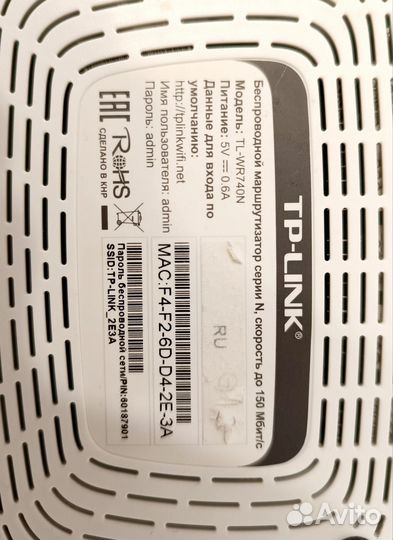 TP-LINK®
Беспроводной маршрутизатор серии N, скорость до 150 Мбит/с
Модель: TL-WR740N
Питание: 5V⎓0.6A
Данные для входа по
умолчанию:
http://tplinkwifi.net
Имя пользователя: admin
Пароль: admin
EAC RoHS
СДЕЛАНО В КНР
RU
MAC:F4-F2-6D-D4-2E-3A
Пароль беспроводной сети/PIN:80187901
SSID:TP-LINK_2E3A
Avito